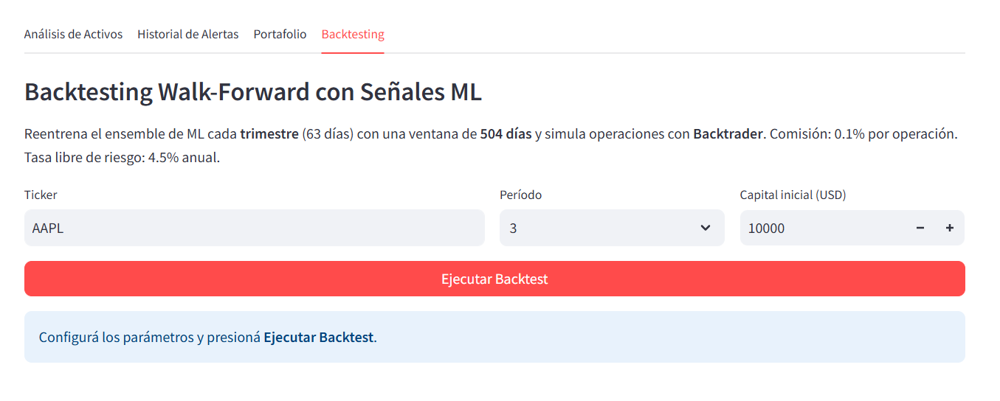 Análisis de Activos Historial de Alertas Portafolio Backtesting
Backtesting Walk-Forward con Señales ML
Reentrena el ensemble de ML cada trimestre (63 días) con una ventana de 504 días y simula operaciones con Backtrader. Comisión: 0.1% por operación.
Tasa libre de riesgo: 4.5% anual.
Ticker Período Capital inicial (USD)
AAPL 3 10000 − +
Ejecutar Backtest
Configurá los parámetros y presioná Ejecutar Backtest.